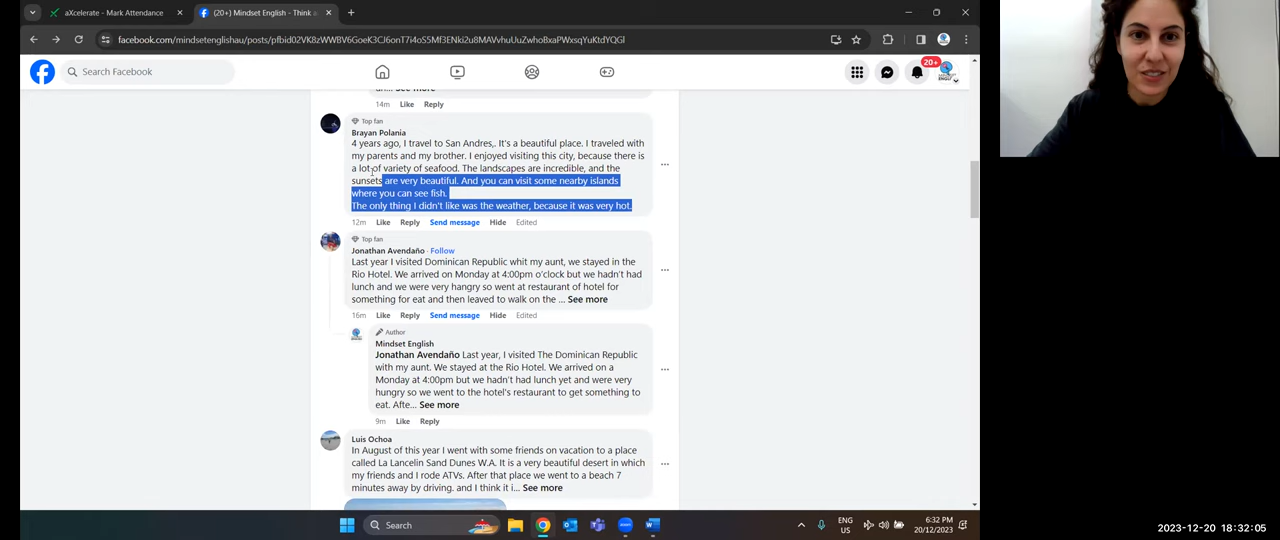 aXcelerate - Mark Attendance
(20+) Mindset English - Think a
Search Facebook
20+
14m Like Reply
Top fan
Brayan Polania
4 years ago, I travel to San Andres,. It's a beautiful place. I traveled with
my parents and my brother. I enjoyed visiting this city, because there is
a lot of variety of seafood. The landscapes are incredible, and the
sunsets are very beautiful. And you can visit some nearby islands
where you can see fish.
The only thing I didn't like was the weather, because it was very hot.
12m Like Reply Send message Hide Edited
Top fan
Jonathan Avendaño · Follow
Last year I visited Dominican Republic whit my aunt, we stayed in the
Rio Hotel. We arrived on Monday at 4:00pm o'clock but we hadn't had
lunch and we were very hangry so went at restaurant of hotel for
something for eat and then leaved to walk on the ... See more
16m Like Reply Send message Hide Edited
Author
Mindset English
Jonathan Avendaño Last year, I visited The Dominican Republic
with my aunt. We stayed at the Rio Hotel. We arrived on a
Monday at 4:00pm but we hadn't had lunch yet and were very
hungry so we went to the hotel's restaurant to get something to
eat. Afte... See more
9m Like Reply
Luis Ochoa
In August of this year I went with some friends on vacation to a place
called La Lancelin Sand Dunes W.A. It is a very beautiful desert in which
my friends and I rode ATVs. After that place we went to a beach 7
minutes away by driving. and I think it i... See more
Search
ENG
US
6:32 PM
20/12/2023
2023-12-20 18:32:05